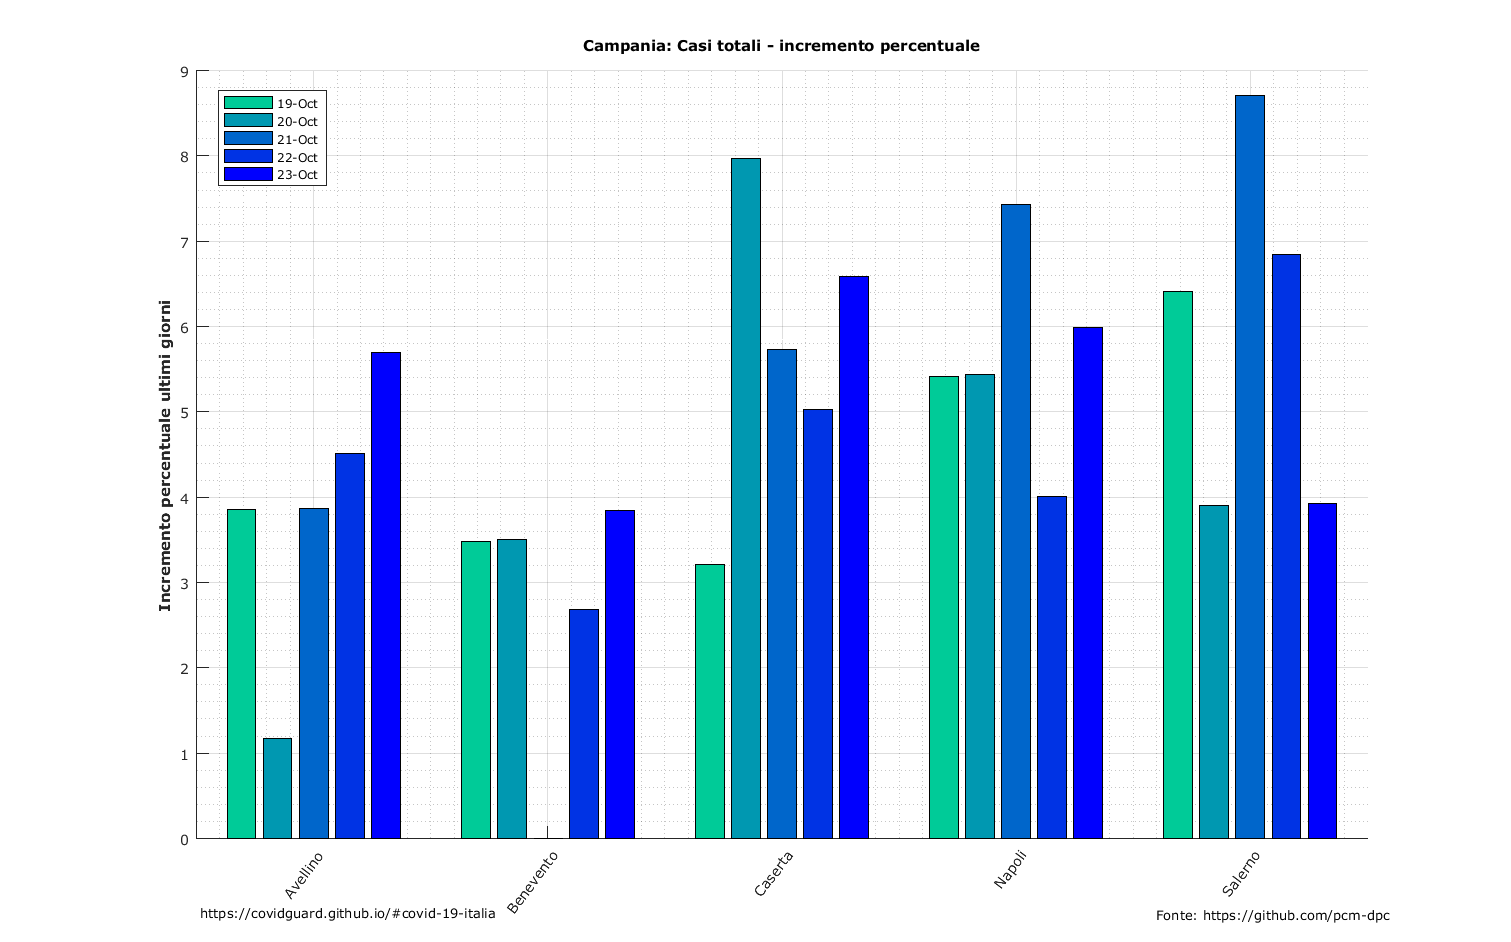 Campania: Casi totali - incremento percentuale
Incremento percentuale ultimi giorni
9
8
7
6
5
4
3
2
1
0
19-Oct
20-Oct
21-Oct
22-Oct
23-Oct
Avellino
Benevento
Caserta
Napoli
Salerno
https://covidguard.github.io/#covid-19-italia
Fonte: https://github.com/pcm-dpc